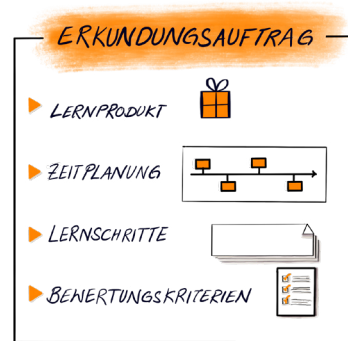 ERKUNDUNGSAUFTRAG
LERNPRODUKT
ZEITPLANUNG
LERNSCHRITTE
BEWERTUNGSKRITERIEN